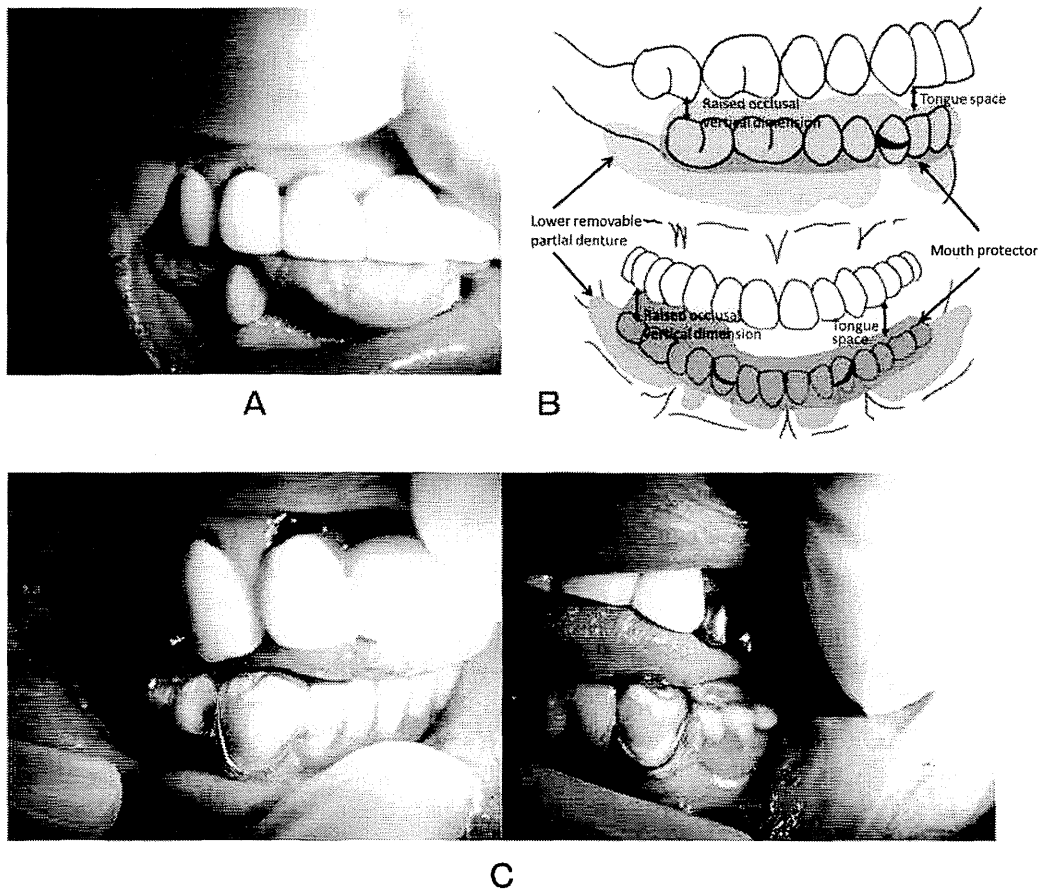 Raised occlusal
vertical dimension
Tongue space
Lower removable
partial denture
Mouth protector
Raised occlusal
vertical dimension
Tongue
space
A
B
C